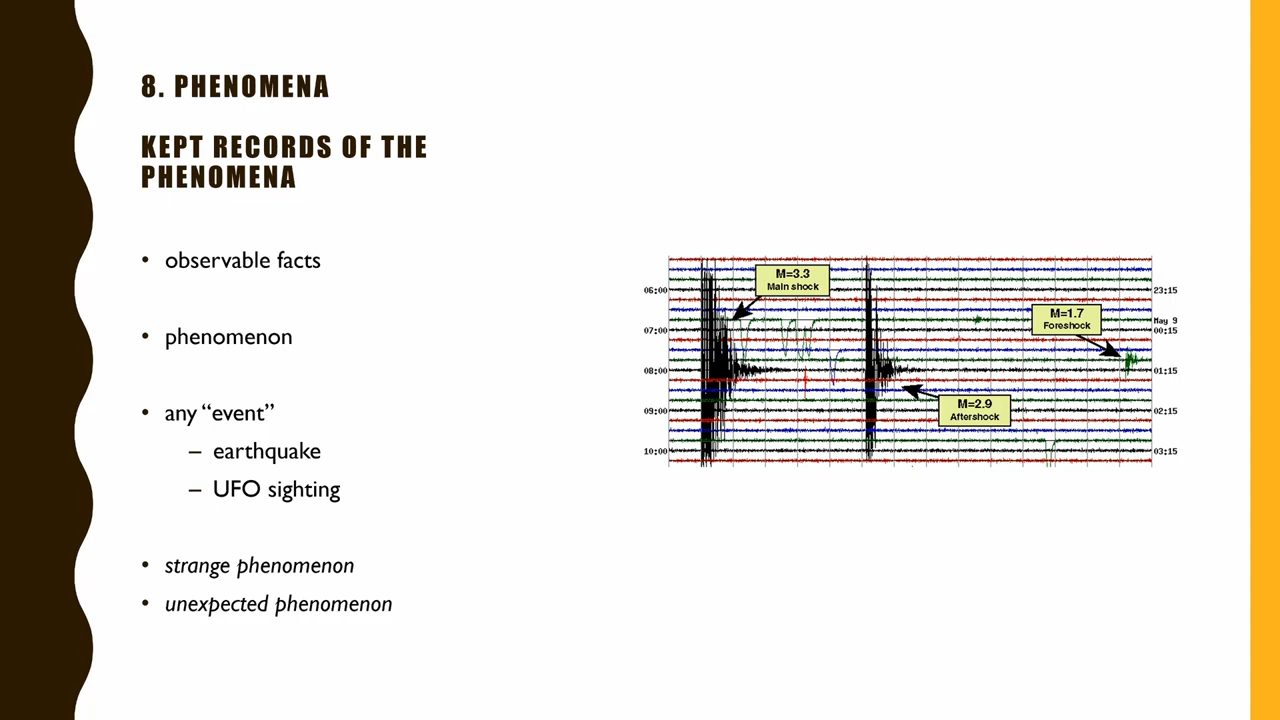 8. PHENOMENA
KEPT RECORDS OF THE
PHENOMENA
• observable facts
• phenomenon
• any “event”
– earthquake
– UFO sighting
• strange phenomenon
• unexpected phenomenon
M=3.3
Main shock
06:00
23:15
M=1.7
Foreshock
May 9
07:00
00:15
08:00
01:15
M=2.9
Aftershock
09:00
02:15
10:00
03:15